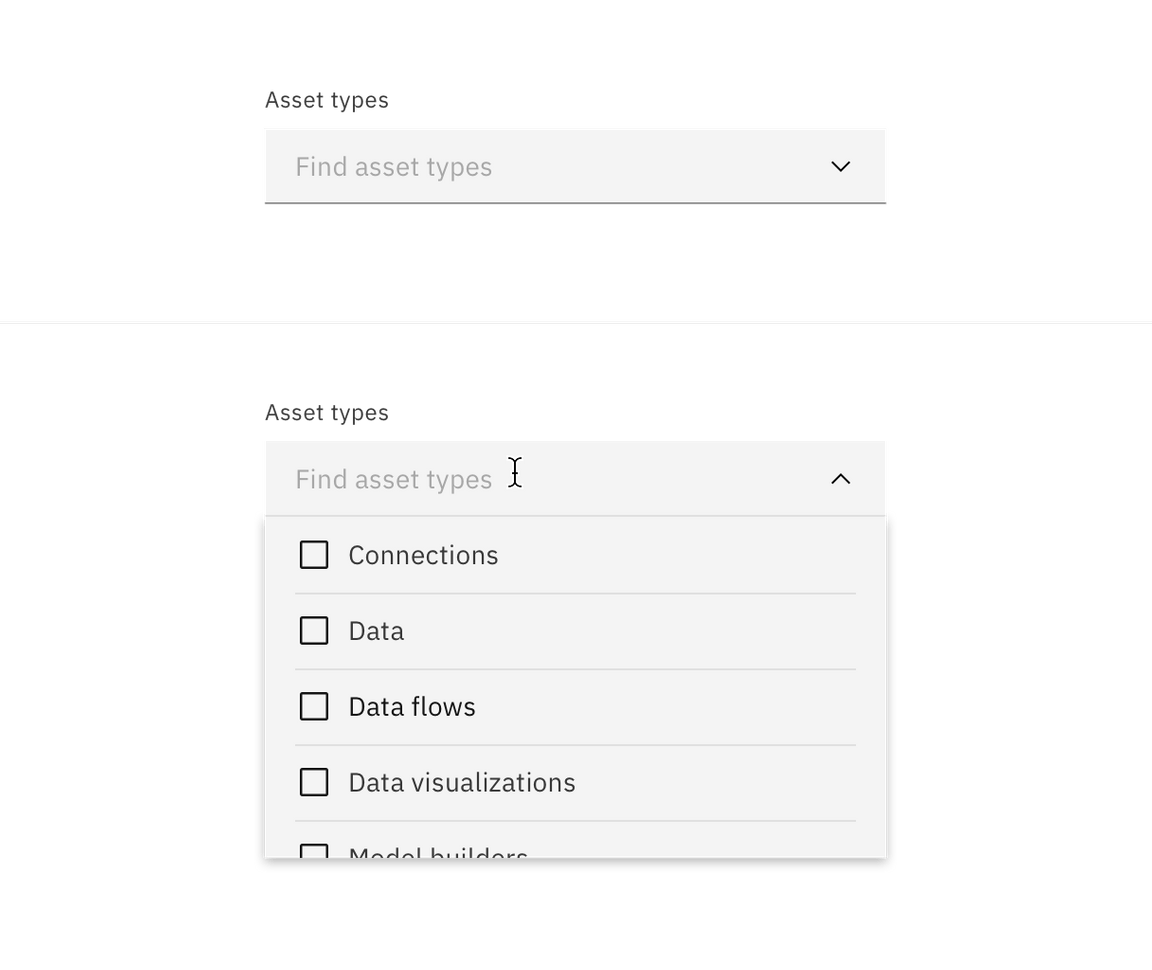 Asset types
Find asset types
Asset types
Find asset types
Connections
Data
Data flows
Data visualizations
Model builders